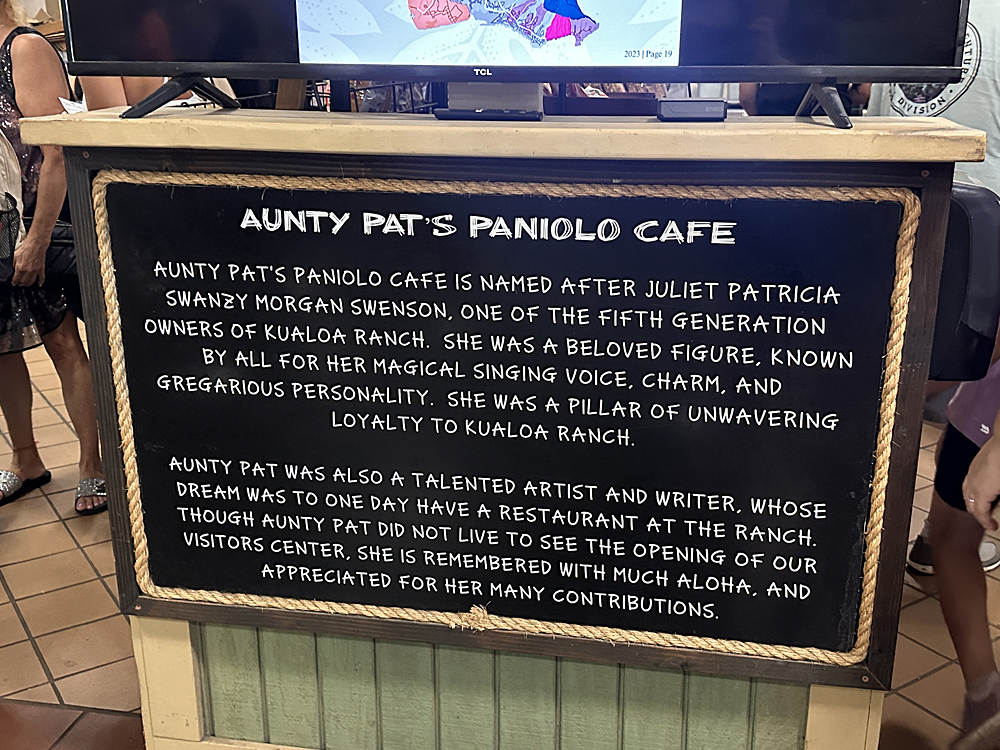 2023 | Page 19
TCL
NTUR
DIVISION
AUNTY PAT'S PANIOLO CAFE
AUNTY PAT'S PANIOLO CAFE IS NAMED AFTER JULIET PATRICIA
SWANZY MORGAN SWENSON, ONE OF THE FIFTH GENERATION
OWNERS OF KUALOA RANCH. SHE WAS A BELOVED FIGURE, KNOWN
BY ALL FOR HER MAGICAL SINGING VOICE, CHARM, AND
GREGARIOUS PERSONALITY. SHE WAS A PILLAR OF UNWAVERING
LOYALTY TO KUALOA RANCH.
AUNTY PAT WAS ALSO A TALENTED ARTIST AND WRITER, WHOSE
DREAM WAS TO ONE DAY HAVE A RESTAURANT AT THE RANCH.
THOUGH AUNTY PAT DID NOT LIVE TO SEE THE OPENING OF OUR
VISITORS CENTER, SHE IS REMEMBERED WITH MUCH ALOHA, AND
APPRECIATED FOR HER MANY CONTRIBUTIONS.